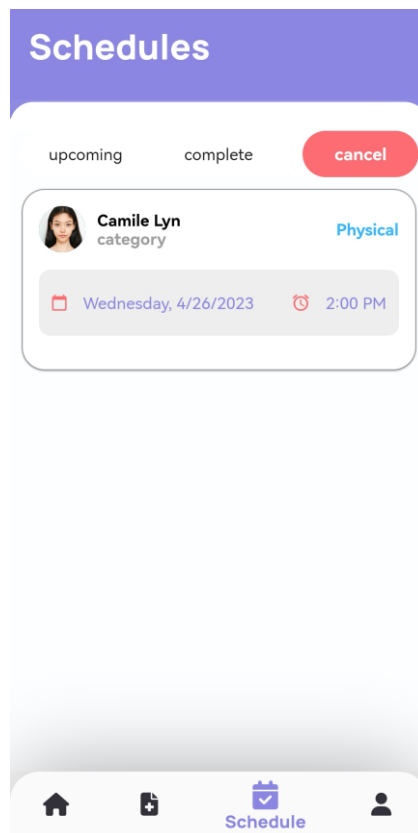 Schedules
upcoming complete cancel
Camile Lyn
category
Physical
Wednesday, 4/26/2023 2:00 PM
Schedule